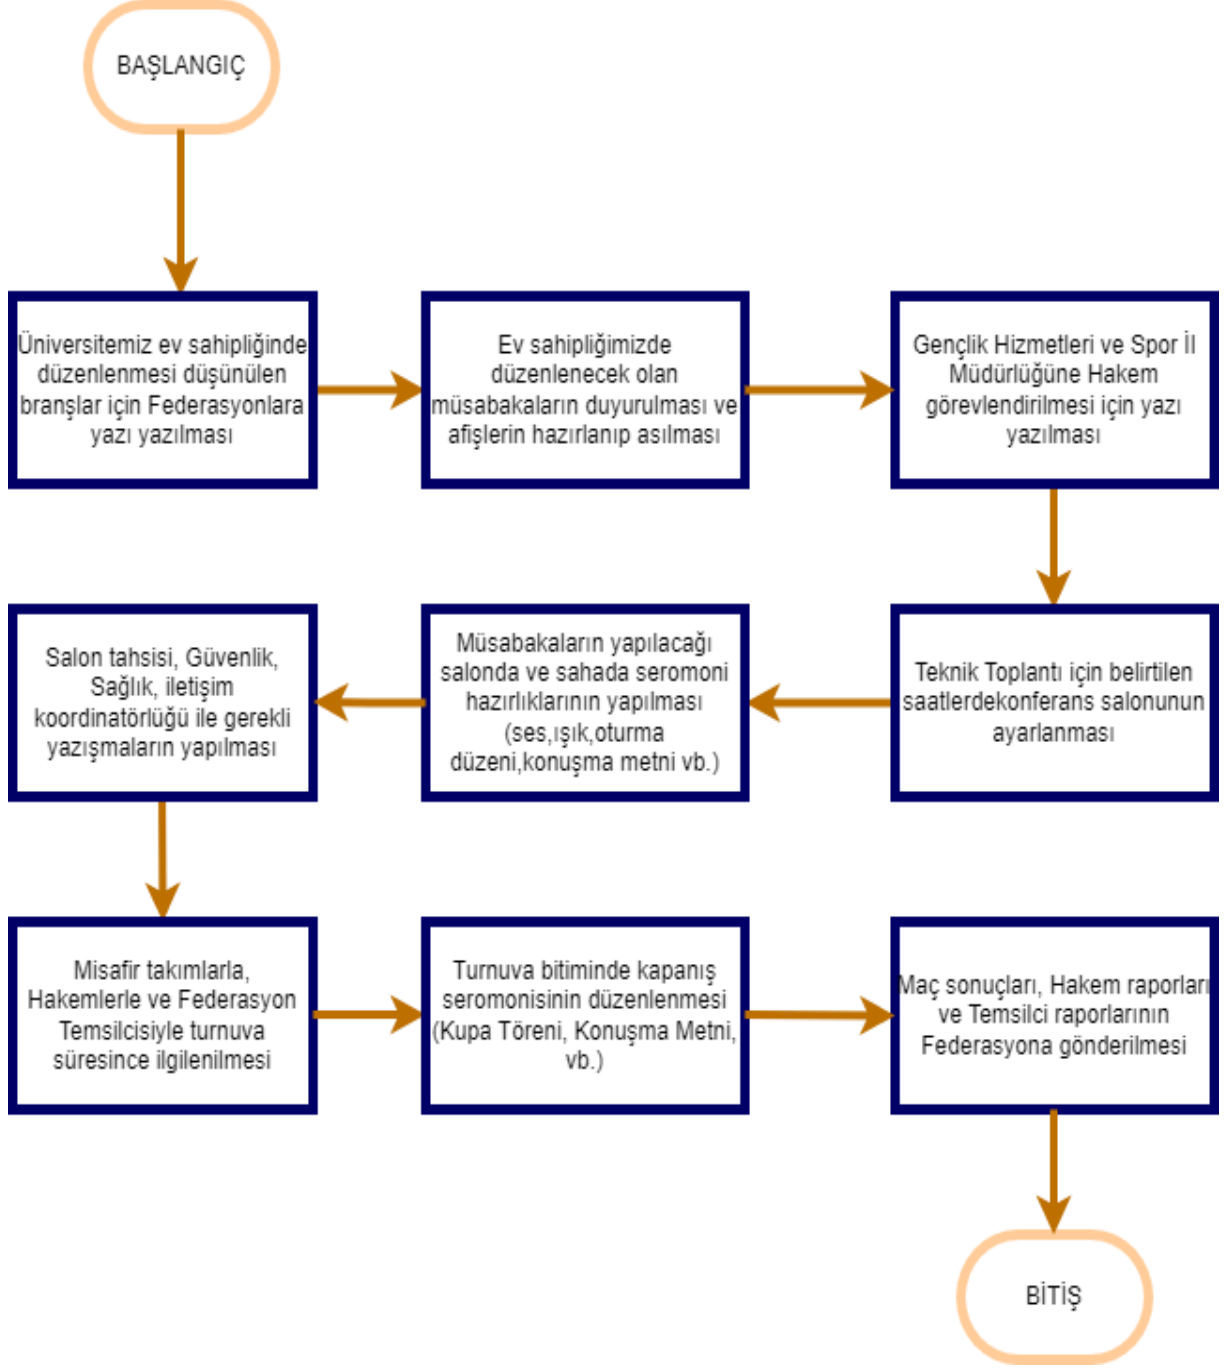 BAŞLANGIÇ
Üniversitemiz ev sahipliğinde
düzenlenmesi düşünülen
branşlar için Federasyonlara
yazı yazılması
Ev sahipliğimizde
düzenlenecek olan
müsabakaların duyurulması ve
afişlerin hazırlanıp asılması
Gençlik Hizmetleri ve Spor İl
Müdürlüğüne Hakem
görevlendirilmesi için yazı
yazılması
Teknik Toplantı için belirtilen
saatlerdekonferans salonunun
ayarlanması
Müsabakaların yapılacağı
salonda ve sahada seromoni
hazırlıklarının yapılması
(ses,ışık,oturma
düzeni,konuşma metni vb.)
Salon tahsisi, Güvenlik,
Sağlık, iletişim
koordinatörlüğü ile gerekli
yazışmaların yapılması
Misafir takımlarla,
Hakemlerle ve Federasyon
Temsilcisiyle turnuva
süresince ilgilenilmesi
Turnuva bitiminde kapanış
seromonisinin düzenlenmesi
(Kupa Töreni, Konuşma Metni,
vb.)
Maç sonuçları, Hakem raporları
ve Temsilci raporlarının
Federasyona gönderilmesi
BİTİŞ